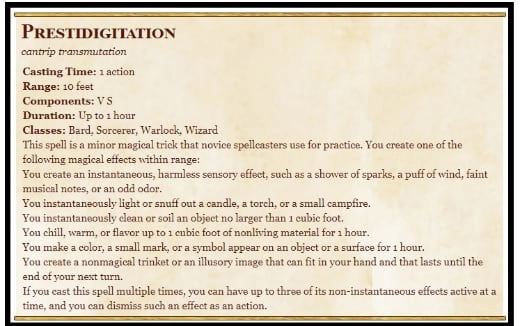 PRESTIDIGITATION
cantrip transmutation
Casting Time: 1 action
Range: 10 feet
Components: V S
Duration: Up to 1 hour
Classes: Bard, Sorcerer, Warlock, Wizard
This spell is a minor magical trick that novice spellcasters use for practice. You create one of the
following magical effects within range:
You create an instantaneous, harmless sensory effect, such as a shower of sparks, a puff of wind, faint
musical notes, or an odd odor.
You instantaneously light or snuff out a candle, a torch, or a small campfire.
You instantaneously clean or soil an object no larger than 1 cubic foot.
You chill, warm, or flavor up to 1 cubic foot of nonliving material for 1 hour.
You make a color, a small mark, or a symbol appear on an object or a surface for 1 hour.
You create a nonmagical trinket or an illusory image that can fit in your hand and that lasts until the
end of your next turn.
If you cast this spell multiple times, you can have up to three of its non-instantaneous effects active at a
time, and you can dismiss such an effect as an action.